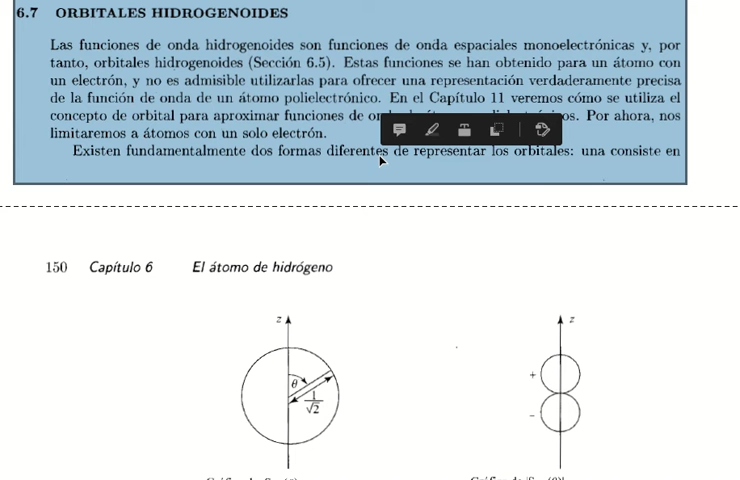 6.7 ORBITALES HIDROGENOIDES
Las funciones de onda hidrogenoides son funciones de onda espaciales monoelectrónicas y, por
tanto, orbitales hidrogenoides (Sección 6.5). Estas funciones se han obtenido para un átomo con
un electrón, y no es admisible utilizarlas para ofrecer una representación verdaderamente precisa
de la función de onda de un átomo polielectrónico. En el Capítulo 11 veremos cómo se utiliza el
concepto de orbital para aproximar funciones de Por ahora, nos
limitaremos a átomos con un solo electrón.
Existen fundamentalmente dos formas diferentes de representar los orbitales: una consiste en
150 Capítulo 6 El átomo de hidrógeno
z
z
θ
1
√2
+
−